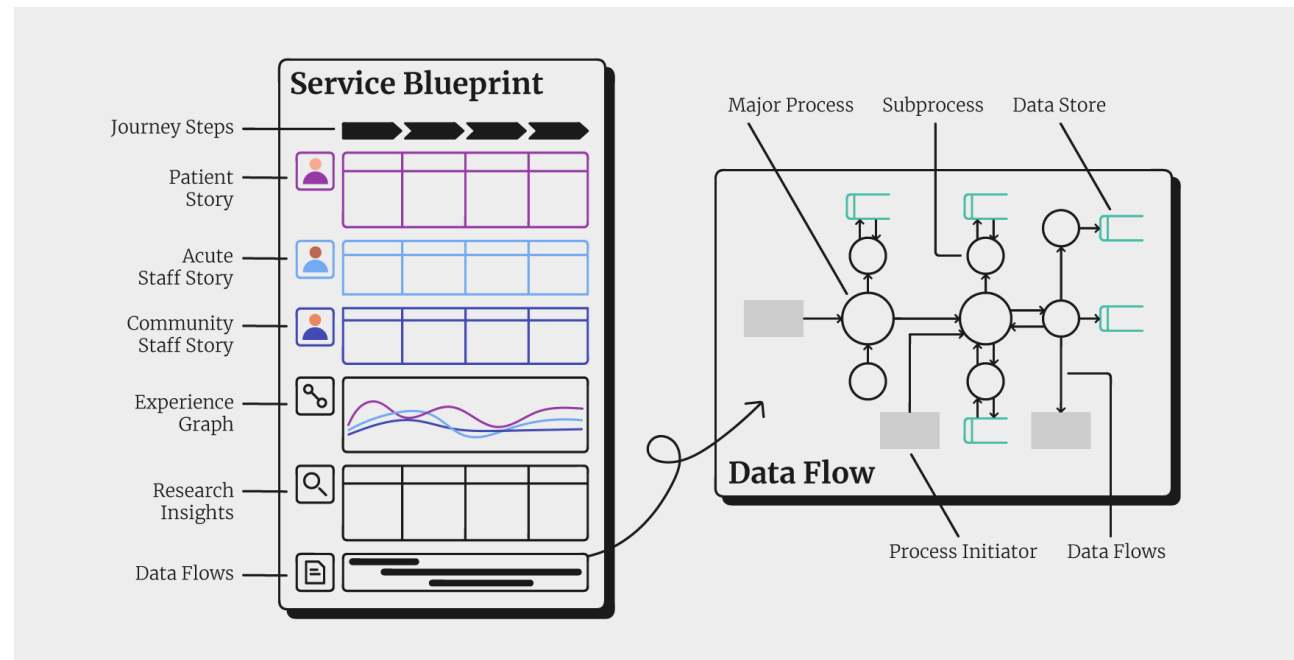 Service Blueprint
Journey Steps
Patient
Story
Acute
Staff Story
Community
Staff Story
Experience
Graph
Research
Insights
Data Flows
Major Process
Subprocess
Data Store
Data Flow
Process Initiator
Data Flows